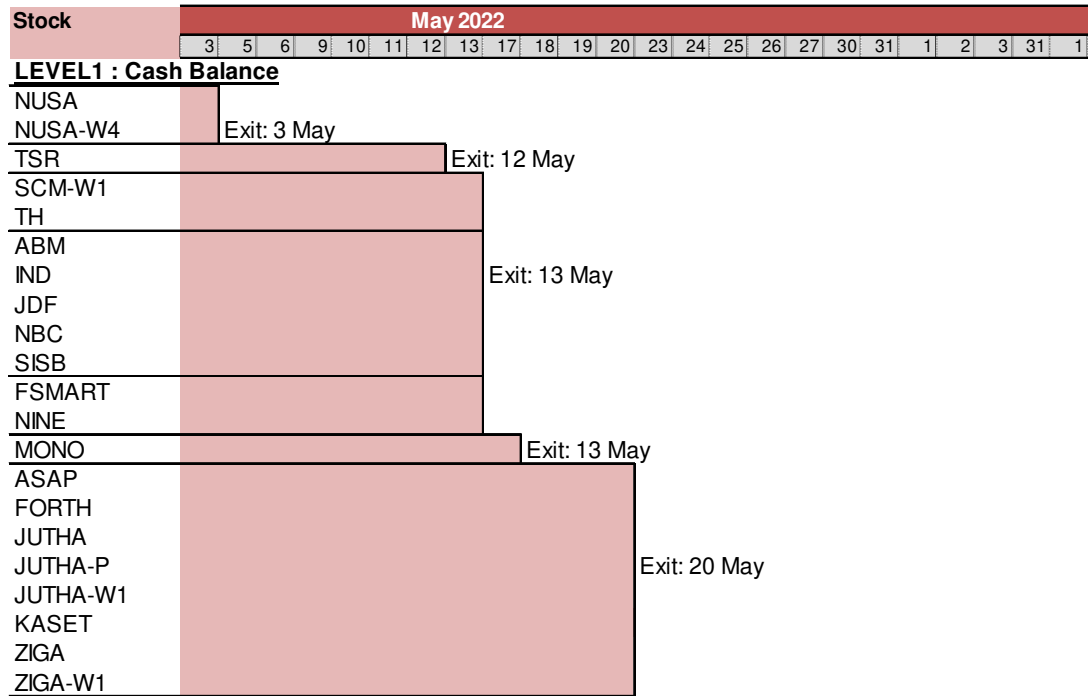 Stock May 2022
3 5 6 9 10 11 12 13 17 18 19 20 23 24 25 26 27 30 31 1 2 3 31 1
LEVEL1 : Cash Balance
NUSA
NUSA-W4 Exit: 3 May
TSR Exit: 12 May
SCM-W1
TH
ABM
IND Exit: 13 May
JDF
NBC
SISB
FSMART
NINE
MONO Exit: 13 May
ASAP
FORTH
JUTHA
JUTHA-P Exit: 20 May
JUTHA-W1
KASET
ZIGA
ZIGA-W1